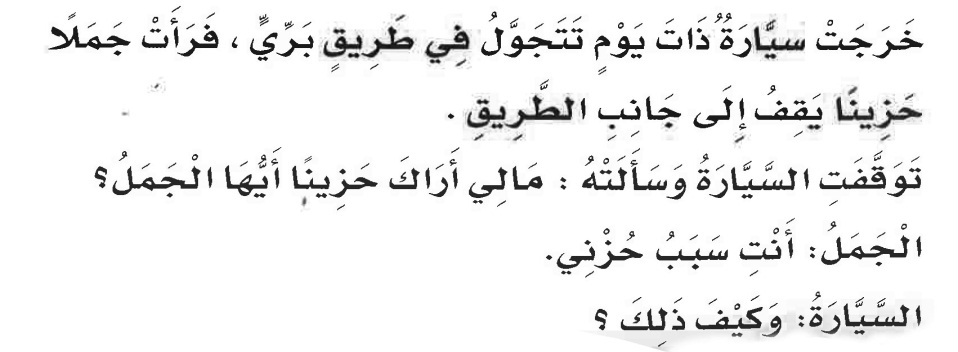 خَرَجَتْ سيَّارَةٌ ذَاتَ يَوْمٍ تَتَجَوَّلُ فِي طَرِيقٍ بَرِّيٍّ ، فَرَأَتْ جَمَلًا
حَزِينًا يَقِفُ إِلَى جَانِبِ الطَّرِيقِ .
تَوَقَّفَتِ السَّيَّارَةُ وَسَأَلَتْهُ : مَالِي أَرَاكَ حَزِينًا أَيُّهَا الْجَمَلُ؟
الْجَمَلُ: أَنْتِ سَبَبُ حُزْنِي.
السَّيَّارَةُ: وَكَيْفَ ذَلِكَ ؟